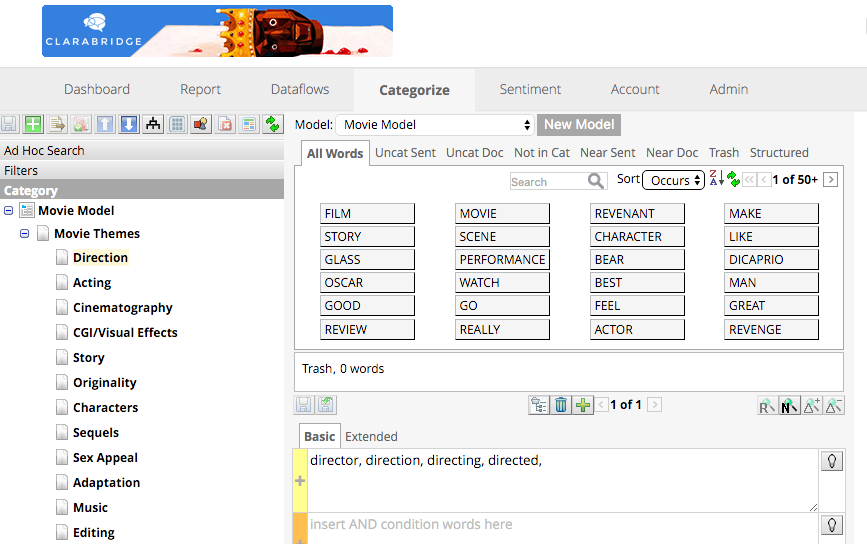 CLARABRIDGE
Dashboard Report Dataflows Categorize Sentiment Account Admin
Model: Movie Model New Model
Ad Hoc Search
Filters
Category
Movie Model
Movie Themes
Direction
Acting
Cinematography
CGI/Visual Effects
Story
Originality
Characters
Sequels
Sex Appeal
Adaptation
Music
Editing
All Words Uncat Sent Uncat Doc Not in Cat Near Sent Near Doc Trash Structured
Search Sort Occurs Z A 1 of 50+
FILM MOVIE REVENANT MAKE
STORY SCENE CHARACTER LIKE
GLASS PERFORMANCE BEAR DICAPRIO
OSCAR WATCH BEST MAN
GOOD GO FEEL GREAT
REVIEW REALLY ACTOR REVENGE
Trash, 0 words
1 of 1 R N
Basic Extended
director, direction, directing, directed,
insert AND condition words here